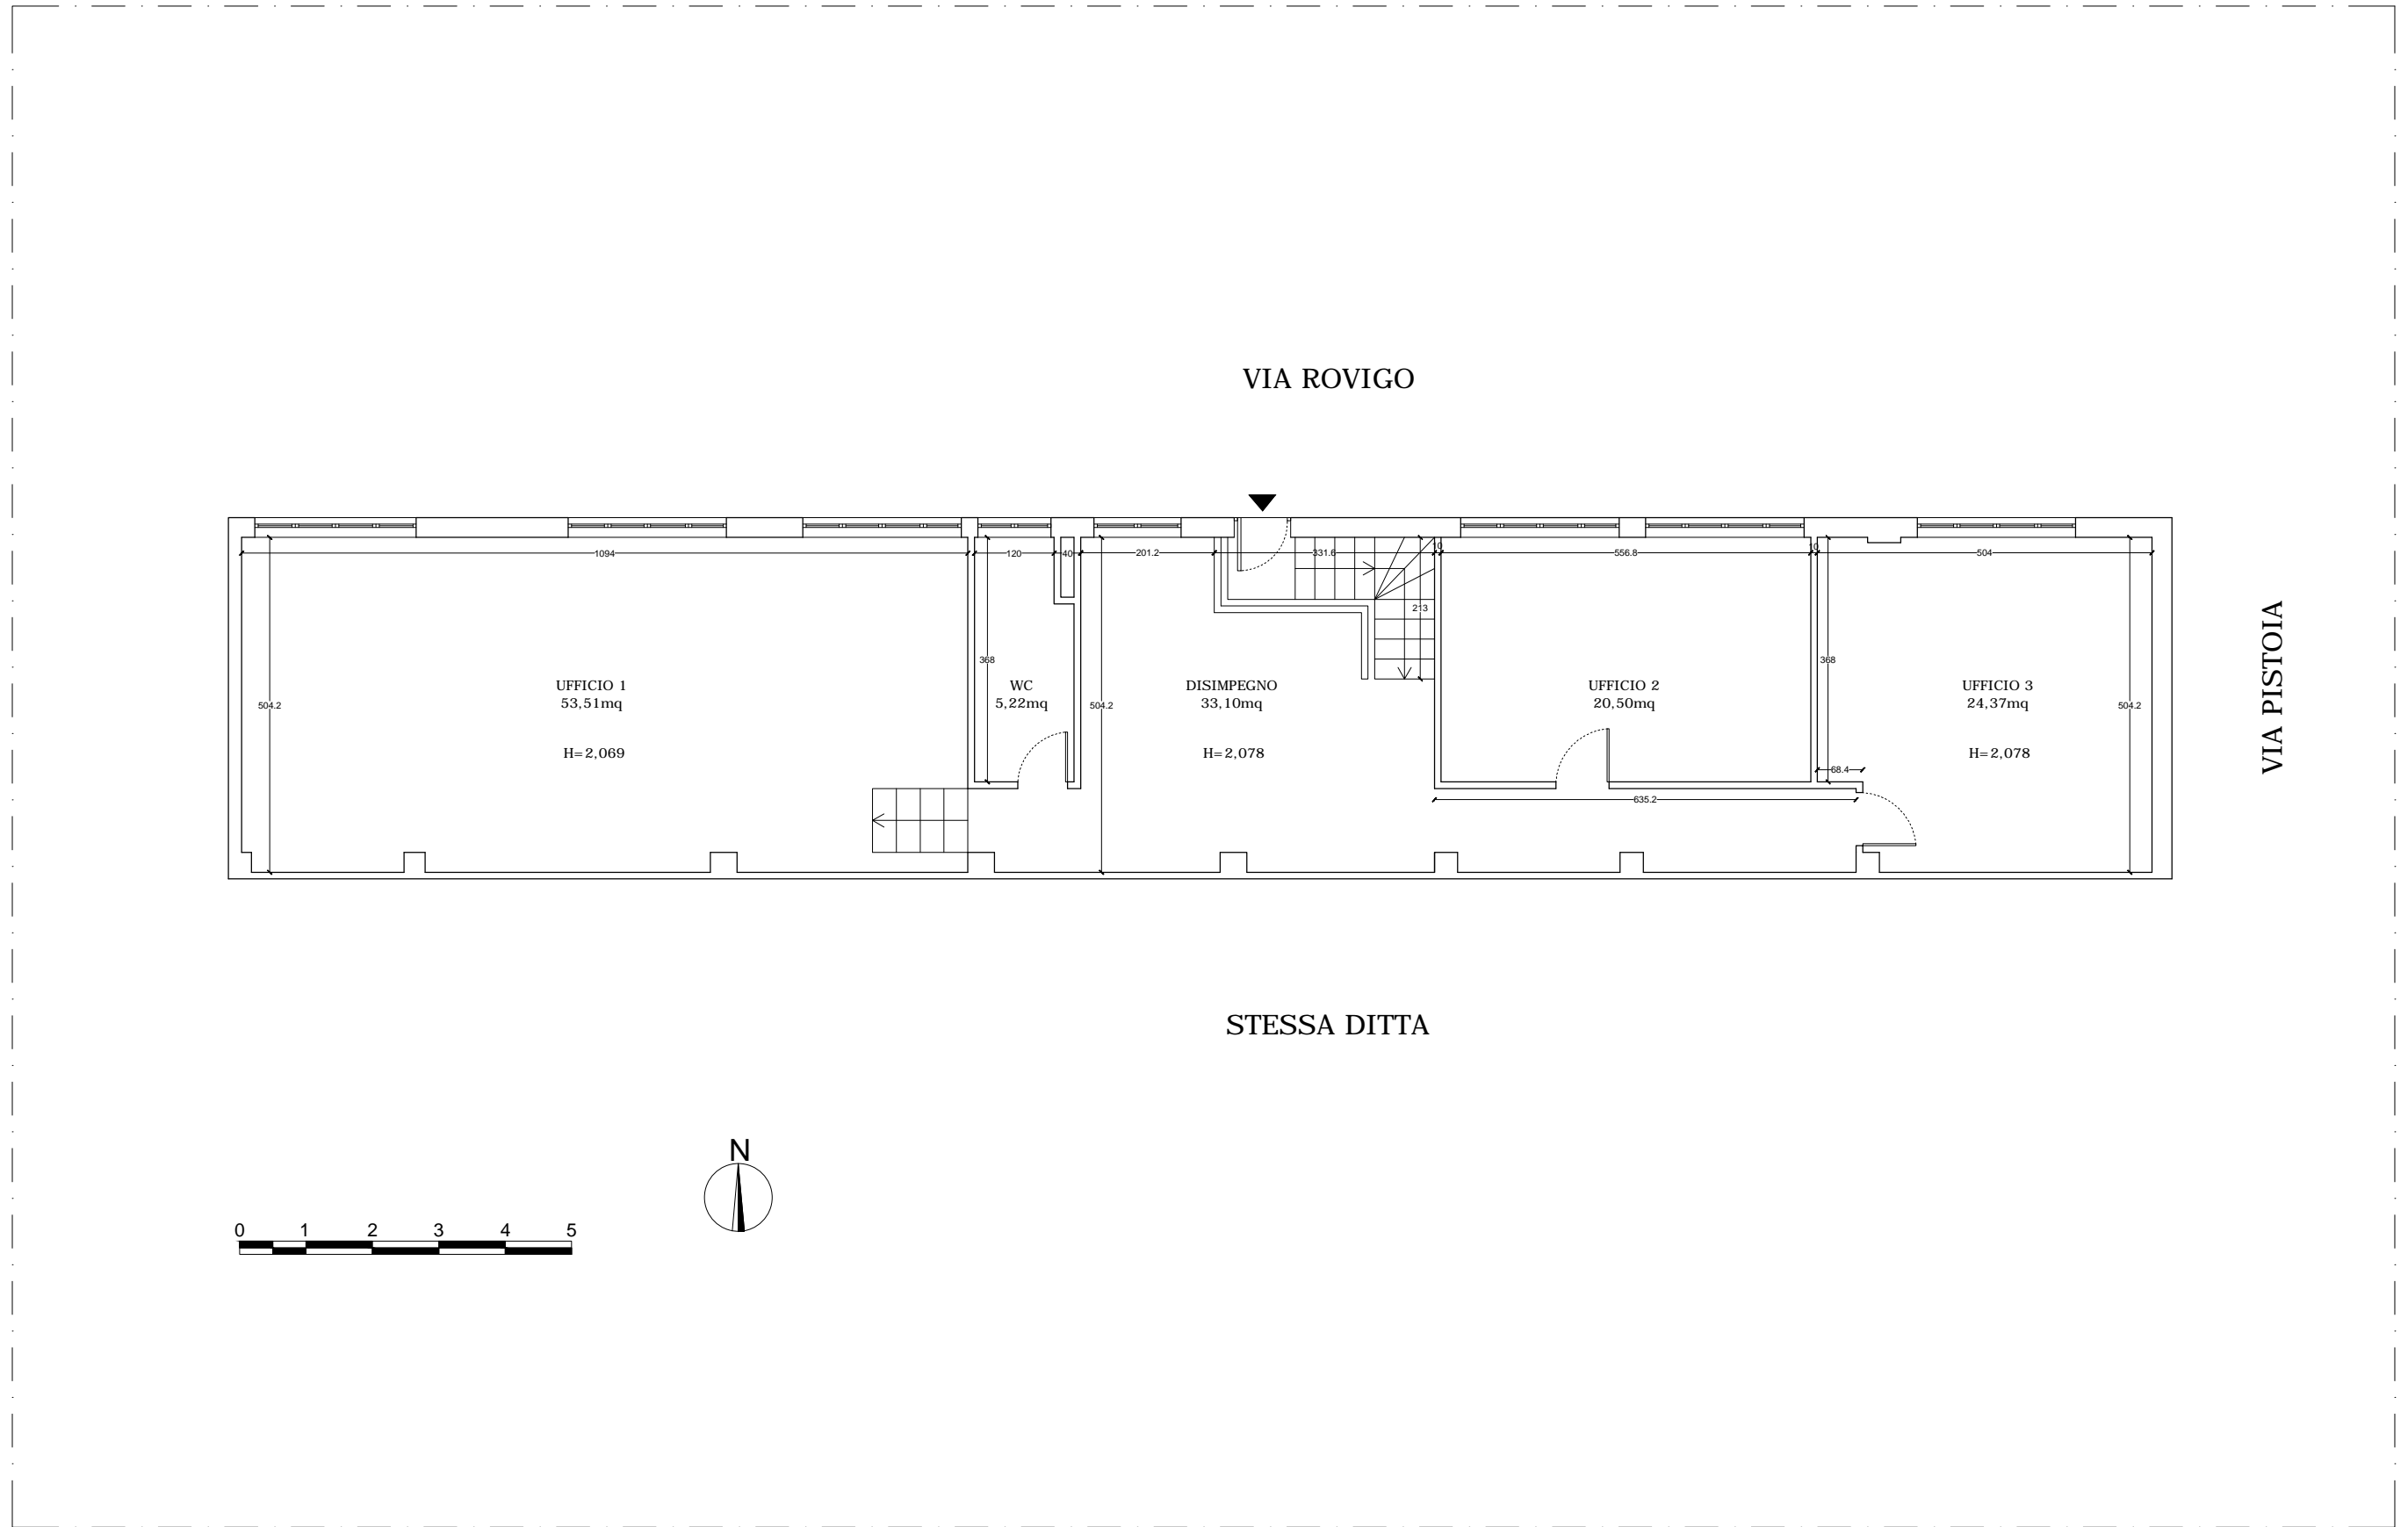 VIA ROVIGO
1094
120
40
201.2
331.6
10
556.8
10
504
213
368
368
UFFICIO 1
53,51mq
H=2,069
WC
5,22mq
DISIMPEGNO
33,10mq
H=2,078
UFFICIO 2
20,50mq
UFFICIO 3
24,37mq
H=2,078
504.2
504.2
504.2
68.4
635.2
VIA PISTOIA
STESSA DITTA
N
0 1 2 3 4 5